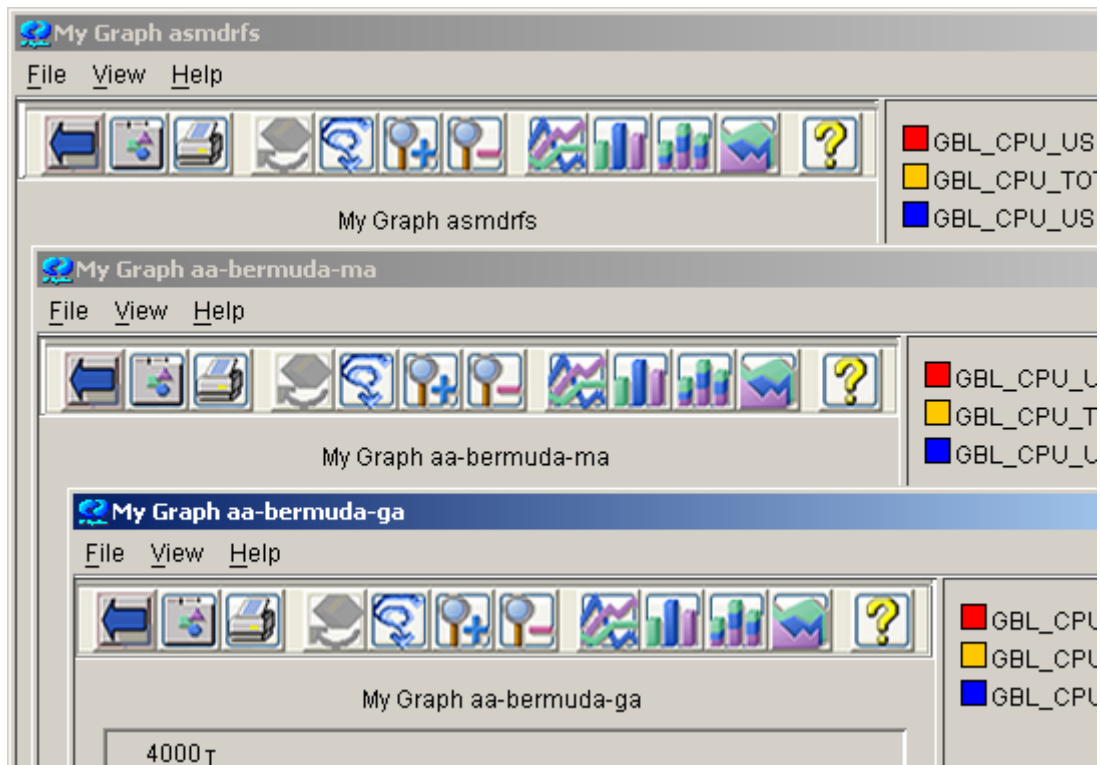 My Graph asmdrfs
File View Help
GBL_CPU_US
GBL_CPU_TOT
GBL_CPU_US
My Graph asmdrfs
My Graph aa-bermuda-ma
File View Help
GBL_CPU_U
GBL_CPU_T
GBL_CPU_U
My Graph aa-bermuda-ma
My Graph aa-bermuda-ga
File View Help
GBL_CPU
GBL_CPU
GBL_CPU
My Graph aa-bermuda-ga
4000